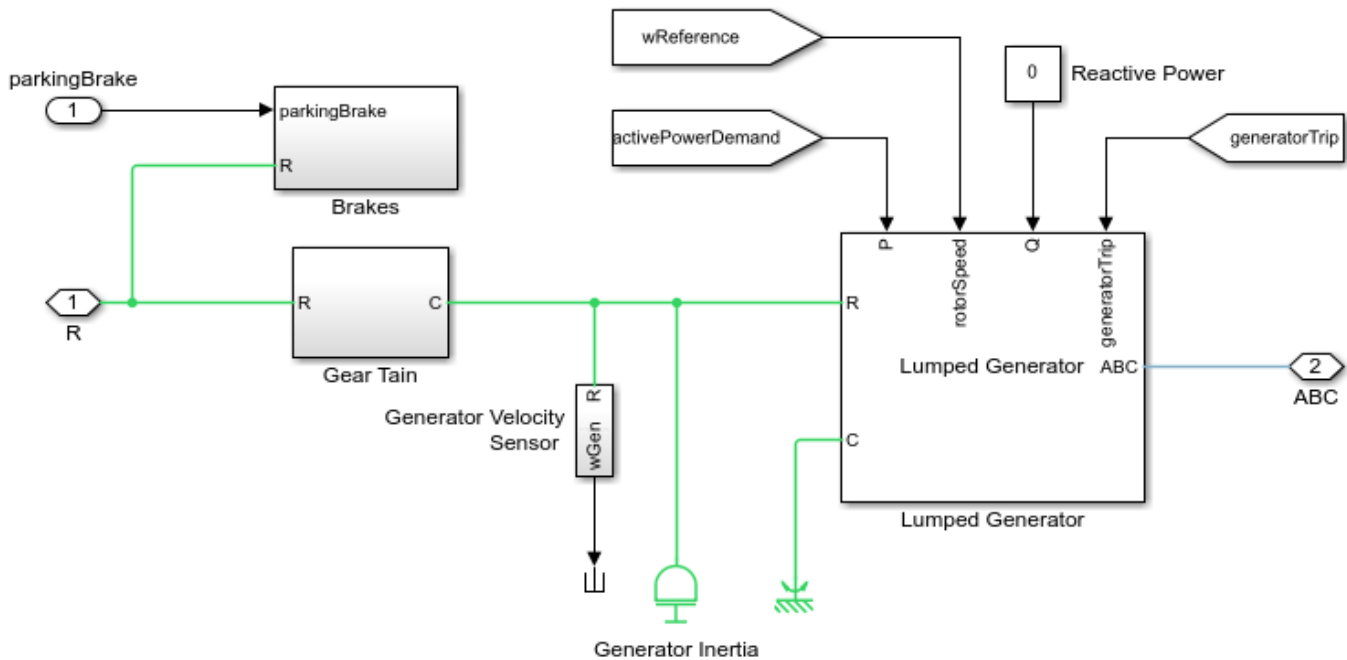 wReference
parkingBrake
1
parkingBrake
R
Brakes
0
Reactive Power
activePowerDemand
generatorTrip
P
rotorSpeed
Q
generatorTrip
1
R
R
C
Gear Tain
R
Lumped Generator
ABC
2
ABC
Generator Velocity
Sensor
R
wGen
C
Lumped Generator
Generator Inertia